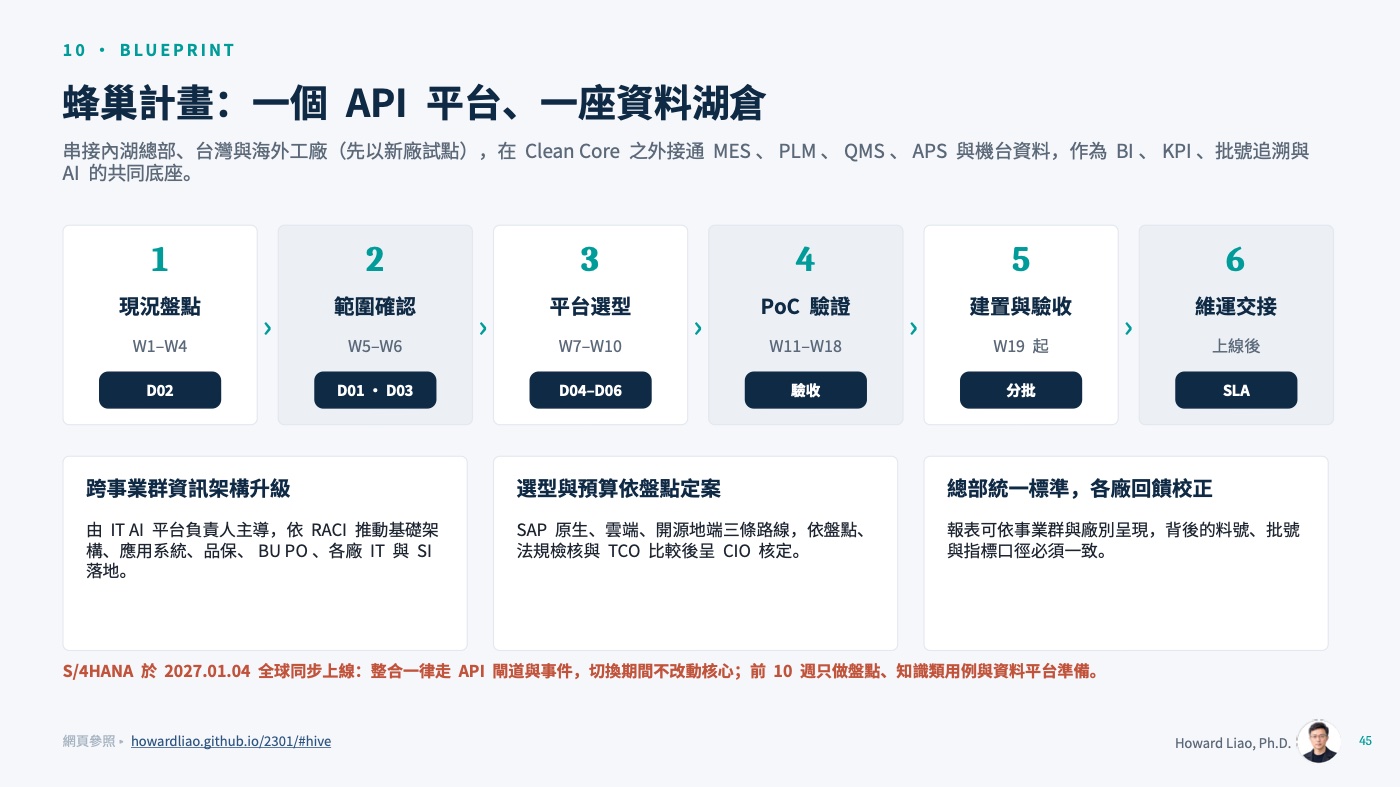 10 • BLUEPRINT
蜂巢計畫：一個 API 平台、一座資料湖倉
串接內湖總部、台灣與海外工廠（先以新廠試點），在 Clean Core 之外接通 MES、PLM、QMS、APS 與機台資料，作為 BI、KPI、批號追溯與
AI 的共同底座。
1
現況盤點
W1–W4
D02
›
2
範圍確認
W5–W6
D01 • D03
›
3
平台選型
W7–W10
D04–D06
›
4
PoC 驗證
W11–W18
驗收
›
5
建置與驗收
W19 起
分批
›
6
維運交接
上線後
SLA
跨事業群資訊架構升級
由 IT AI 平台負責人主導，依 RACI 推動基礎架
構、應用系統、品保、BU PO、各廠 IT 與 SI
落地。
選型與預算依盤點定案
SAP 原生、雲端、開源地端三條路線，依盤點、
法規檢核與 TCO 比較後呈 CIO 核定。
總部統一標準，各廠回饋校正
報表可依事業群與廠別呈現，背後的料號、批號
與指標口徑必須一致。
S/4HANA 於 2027.01.04 全球同步上線：整合一律走 API 閘道與事件，切換期間不改動核心；前 10 週只做盤點、知識類用例與資料平台準備。
網頁參照 ▸ howardliao.github.io/2301/#hive
Howard Liao, Ph.D.
45